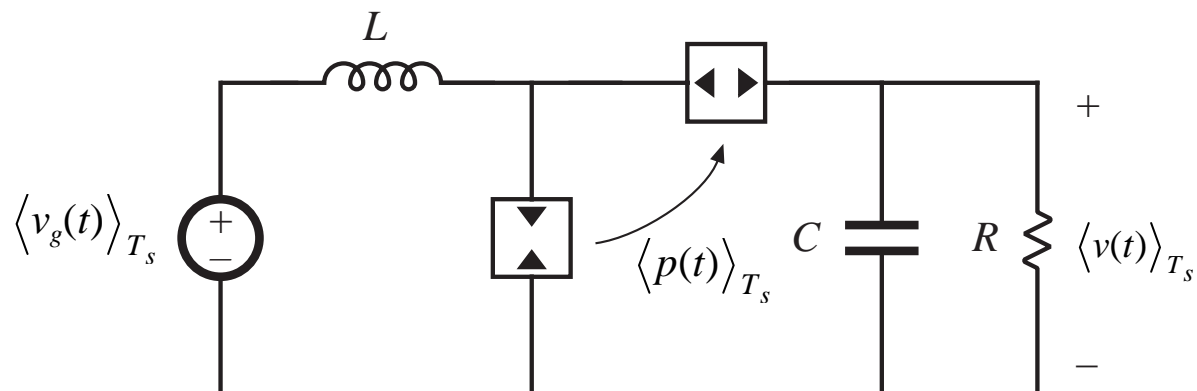 L
+
⟨v_g(t)⟩_{T_s}
+
−
⟨p(t)⟩_{T_s}
C
R
⟨v(t)⟩_{T_s}
−